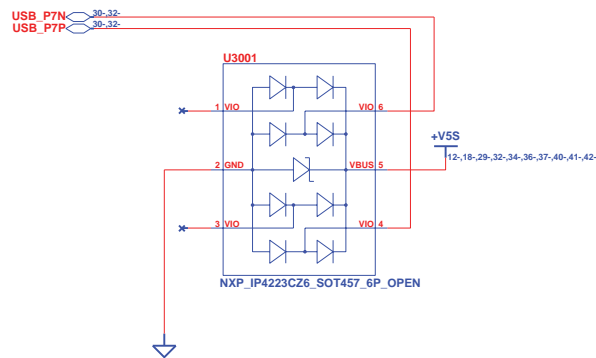 USB_P7N 30-,32-
USB_P7P 30-,32-
U3001
1 VIO VIO 6
+V5S
12-,18-,29-,32-,34-,36-,37-,40-,41-,42-
2 GND VBUS 5
3 VIO VIO 4
NXP_IP4223CZ6_SOT457_6P_OPEN